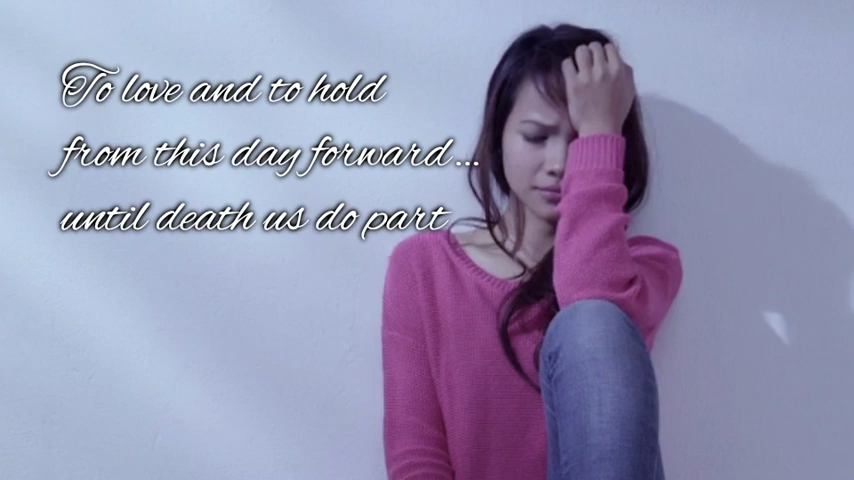 To love and to hold
from this day forward...
until death us do part